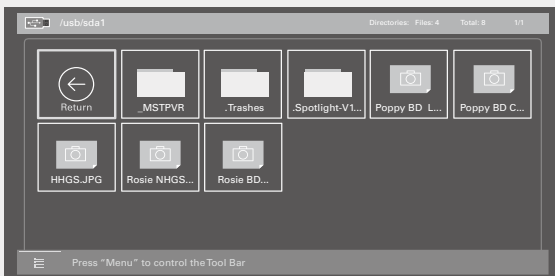 /usb/sda1 Directories: Files: 4 Total: 8 1/1
Return _MSTPVR .Trashes .Spotlight-V1... Poppy BD L... Poppy BD C...
HHGS.JPG Rosie NHGS... Rosie BD...
Press “Menu” to control the Tool Bar